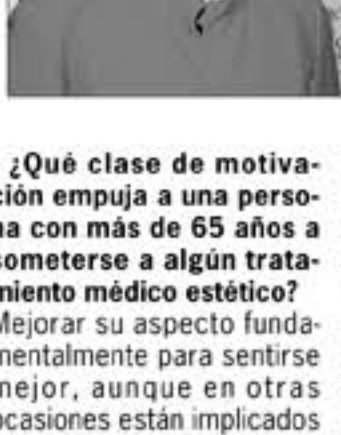 ¿Qué clase de motiva-
ción empuja a una perso-
na con más de 65 años a
someterse a algún trata-
miento médico estético?
Mejorar su aspecto funda-
mentalmente para sentirse
mejor, aunque en otras
ocasiones están implicados